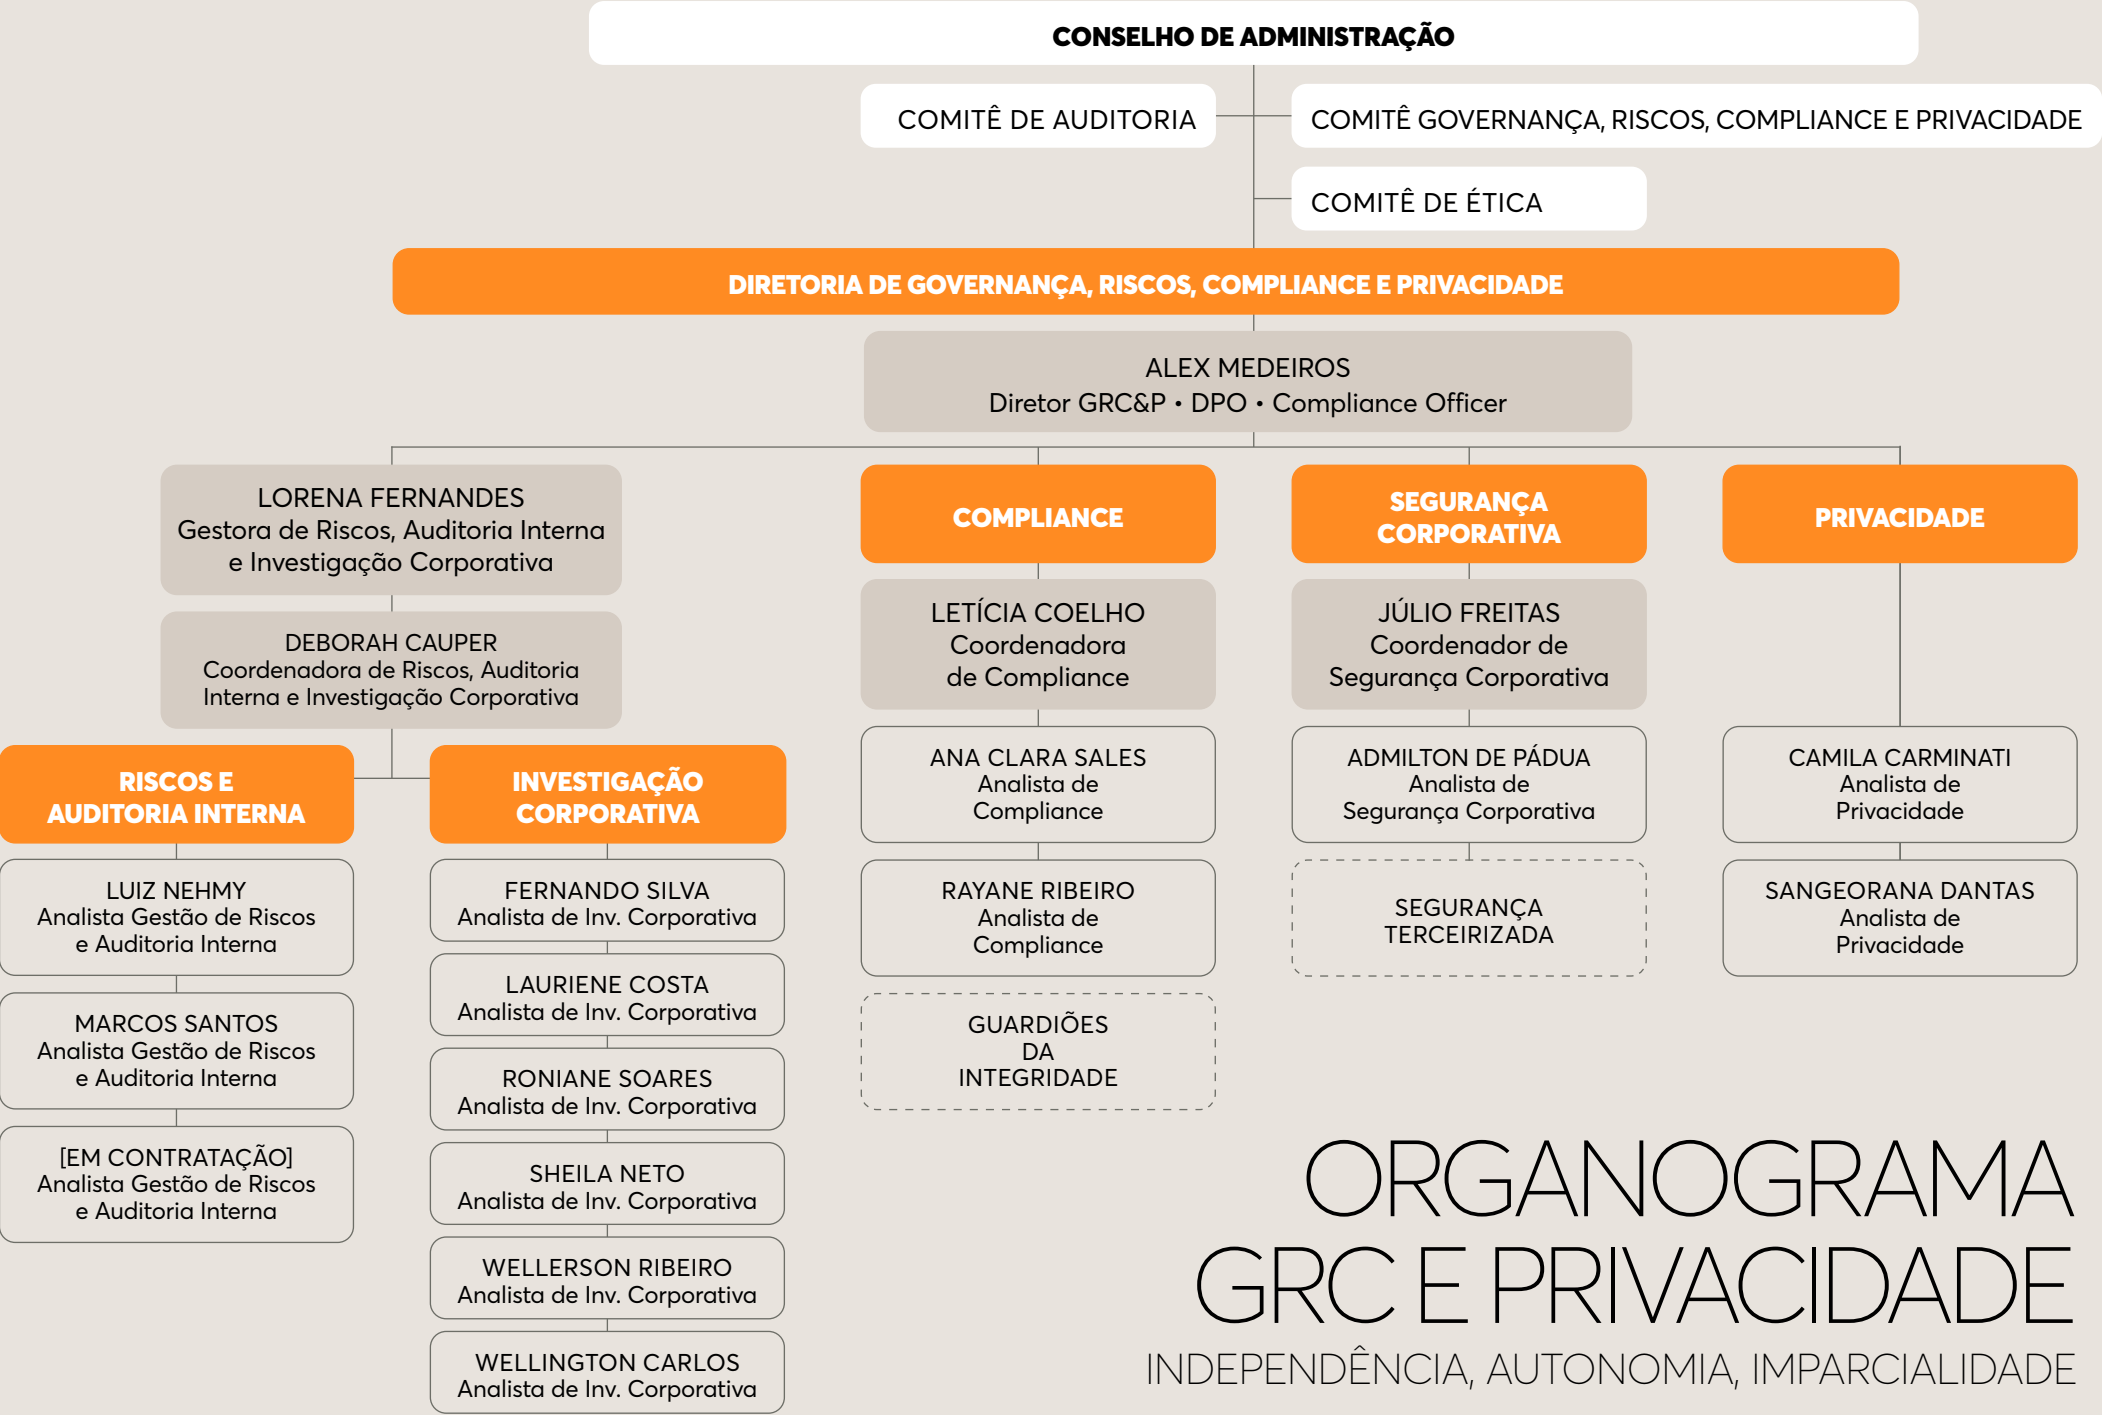 CONSELHO DE ADMINISTRAÇÃO
COMITÊ DE AUDITORIA
COMITÊ GOVERNANÇA, RISCOS, COMPLIANCE E PRIVACIDADE
COMITÊ DE ÉTICA
DIRETORIA DE GOVERNANÇA, RISCOS, COMPLIANCE E PRIVACIDADE
ALEX MEDEIROS
Diretor GRC&P • DPO • Compliance Officer
LORENA FERNANDES
Gestora de Riscos, Auditoria Interna
e Investigação Corporativa
DEBORAH CAUPER
Coordenadora de Riscos, Auditoria
Interna e Investigação Corporativa
RISCOS E
AUDITORIA INTERNA
LUIZ NEHMY
Analista Gestão de Riscos
e Auditoria Interna
MARCOS SANTOS
Analista Gestão de Riscos
e Auditoria Interna
[EM CONTRATAÇÃO]
Analista Gestão de Riscos
e Auditoria Interna
INVESTIGAÇÃO
CORPORATIVA
FERNANDO SILVA
Analista de Inv. Corporativa
LAURIENE COSTA
Analista de Inv. Corporativa
RONIANE SOARES
Analista de Inv. Corporativa
SHEILA NETO
Analista de Inv. Corporativa
WELLERSON RIBEIRO
Analista de Inv. Corporativa
WELLINGTON CARLOS
Analista de Inv. Corporativa
COMPLIANCE
LETÍCIA COELHO
Coordenadora
de Compliance
ANA CLARA SALES
Analista de
Compliance
RAYANE RIBEIRO
Analista de
Compliance
GUARDIÕES
DA
INTEGRIDADE
SEGURANÇA
CORPORATIVA
JÚLIO FREITAS
Coordenador de
Segurança Corporativa
ADMILTON DE PÁDUA
Analista de
Segurança Corporativa
SEGURANÇA
TERCEIRIZADA
PRIVACIDADE
CAMILA CARMINATI
Analista de
Privacidade
SANGEORANA DANTAS
Analista de
Privacidade
ORGANOGRAMA
GRC E PRIVACIDADE
INDEPENDÊNCIA, AUTONOMIA, IMPARCIALIDADE